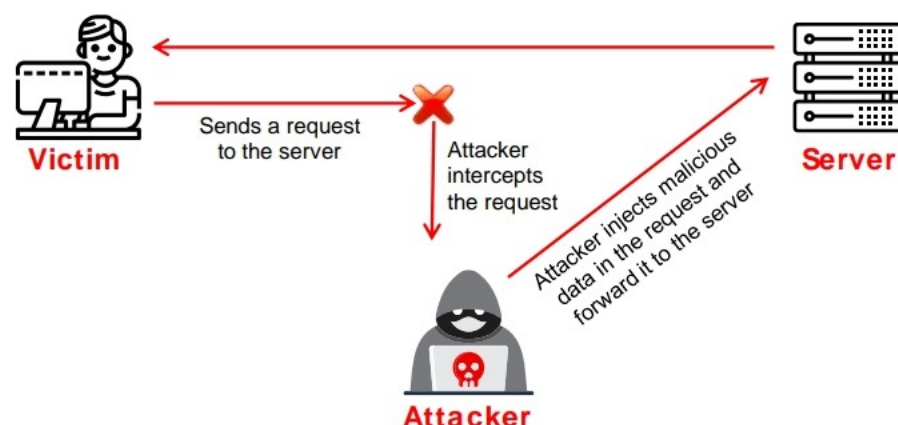 Sends a request
to the server
Victim
Attacker
intercepts
the request
Server
Attacker injects malicious
data in the request and
forward it to the server
Attacker